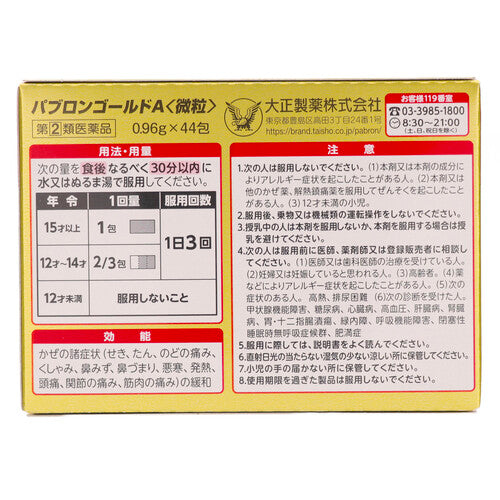 パブロンゴールドA〈微粒〉
第②類医薬品
0.96g×44包
大正製薬株式会社
東京都豊島区高田3丁目24番1号
https://brand.taisho.co.jp/pabron/
お客様119番室
03-3985-1800
8:30~21:00
(土、日、祝日を除く)
用法・用量
次の量を食後なるべく30分以内に
水又はぬるま湯で服用してください。
年令 1回量 服用回数
15才以上 1包 1日3回
12才~14才 2/3包
12才未満 服用しないこと
効能
かぜの諸症状(せき、たん、のどの痛み、
くしゃみ、鼻みず、鼻づまり、悪寒、発熱、
頭痛、関節の痛み、筋肉の痛み)の緩和
注意
1.次の人は服用しないでください。(1)本剤又は本剤の成分に
よりアレルギー症状を起こしたことがある人。(2)本剤又は
他のかぜ薬、解熱鎮痛薬を服用してぜんそくを起こしたこと
がある人。(3)12才未満の小児。
2.服用後、乗物又は機械類の運転操作をしないでください。
3.授乳中の人は本剤を服用しないか、本剤を服用する場合は授
乳を避けてください。
4.次の人は服用前に医師、薬剤師又は登録販売者に相談し
てください。(1)医師又は歯科医師の治療を受けている人。
(2)妊婦又は妊娠していると思われる人。(3)高齢者。(4)薬
などによりアレルギー症状を起こしたことがある人。(5)次の
症状のある人。高熱、排尿困難 (6)次の診断を受けた人。
甲状腺機能障害、糖尿病、心臓病、高血圧、肝臓病、腎臓
病、胃・十二指腸潰瘍、緑内障、呼吸機能障害、閉塞性睡
眠時無呼吸症候群、肥満症
5.服用に際しては、説明書をよく読んでください。
6.直射日光の当たらない湿気の少ない涼しい所に保管してください。
7.小児の手の届かない所に保管してください。
8.使用期限を過ぎた製品は服用しないでください。